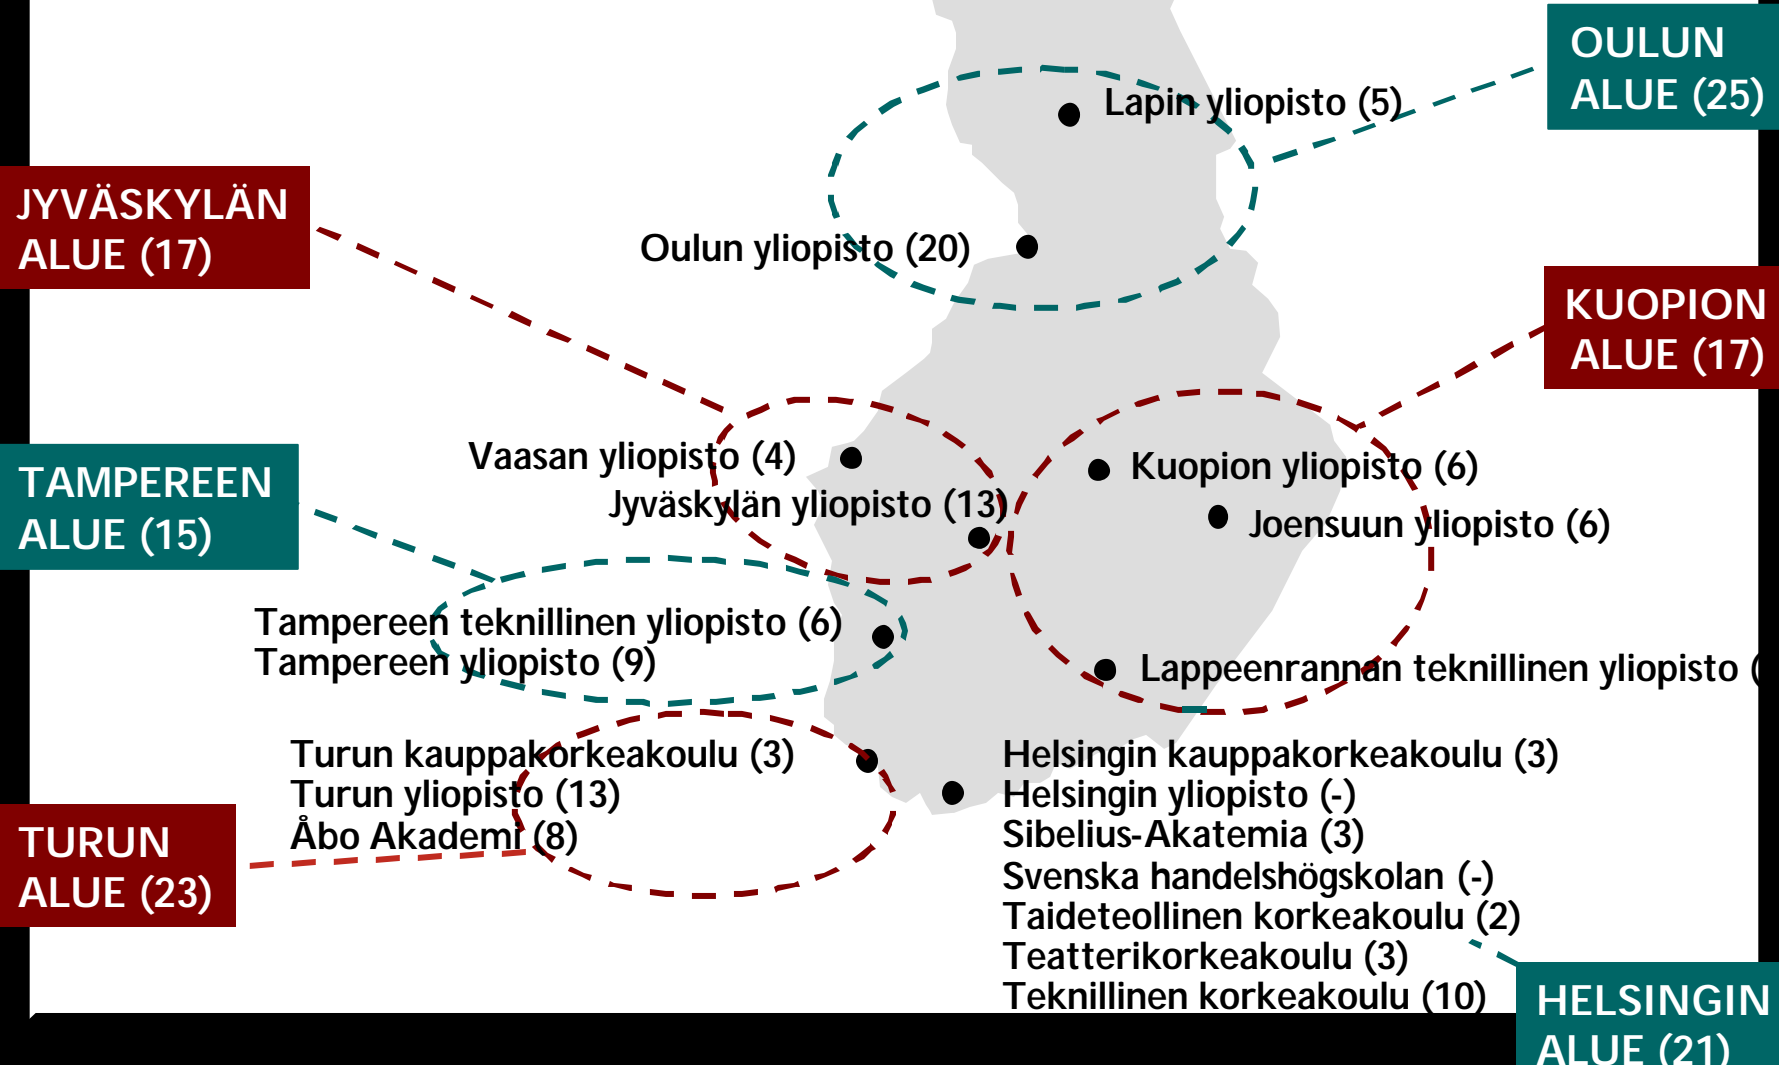 OULUN
ALUE (25)
Lapin yliopisto (5)
JYVÄSKYLÄN
ALUE (17)
Oulun yliopisto (20)
KUOPION
ALUE (17)
Vaasan yliopisto (4)
Jyväskylän yliopisto (13)
Kuopion yliopisto (6)
Joensuun yliopisto (6)
TAMPEREEN
ALUE (15)
Tampereen teknillinen yliopisto (6)
Tampereen yliopisto (9)
Lappeenrannan teknillinen yliopisto (
Turun kauppakorkeakoulu (3)
Turun yliopisto (13)
Åbo Akademi (8)
TURUN
ALUE (23)
Helsingin kauppakorkeakoulu (3)
Helsingin yliopisto (-)
Sibelius-Akatemia (3)
Svenska handelshögskolan (-)
Taideteollinen korkeakoulu (2)
Teatterikorkeakoulu (3)
Teknillinen korkeakoulu (10)
HELSINGIN
ALUE (21)